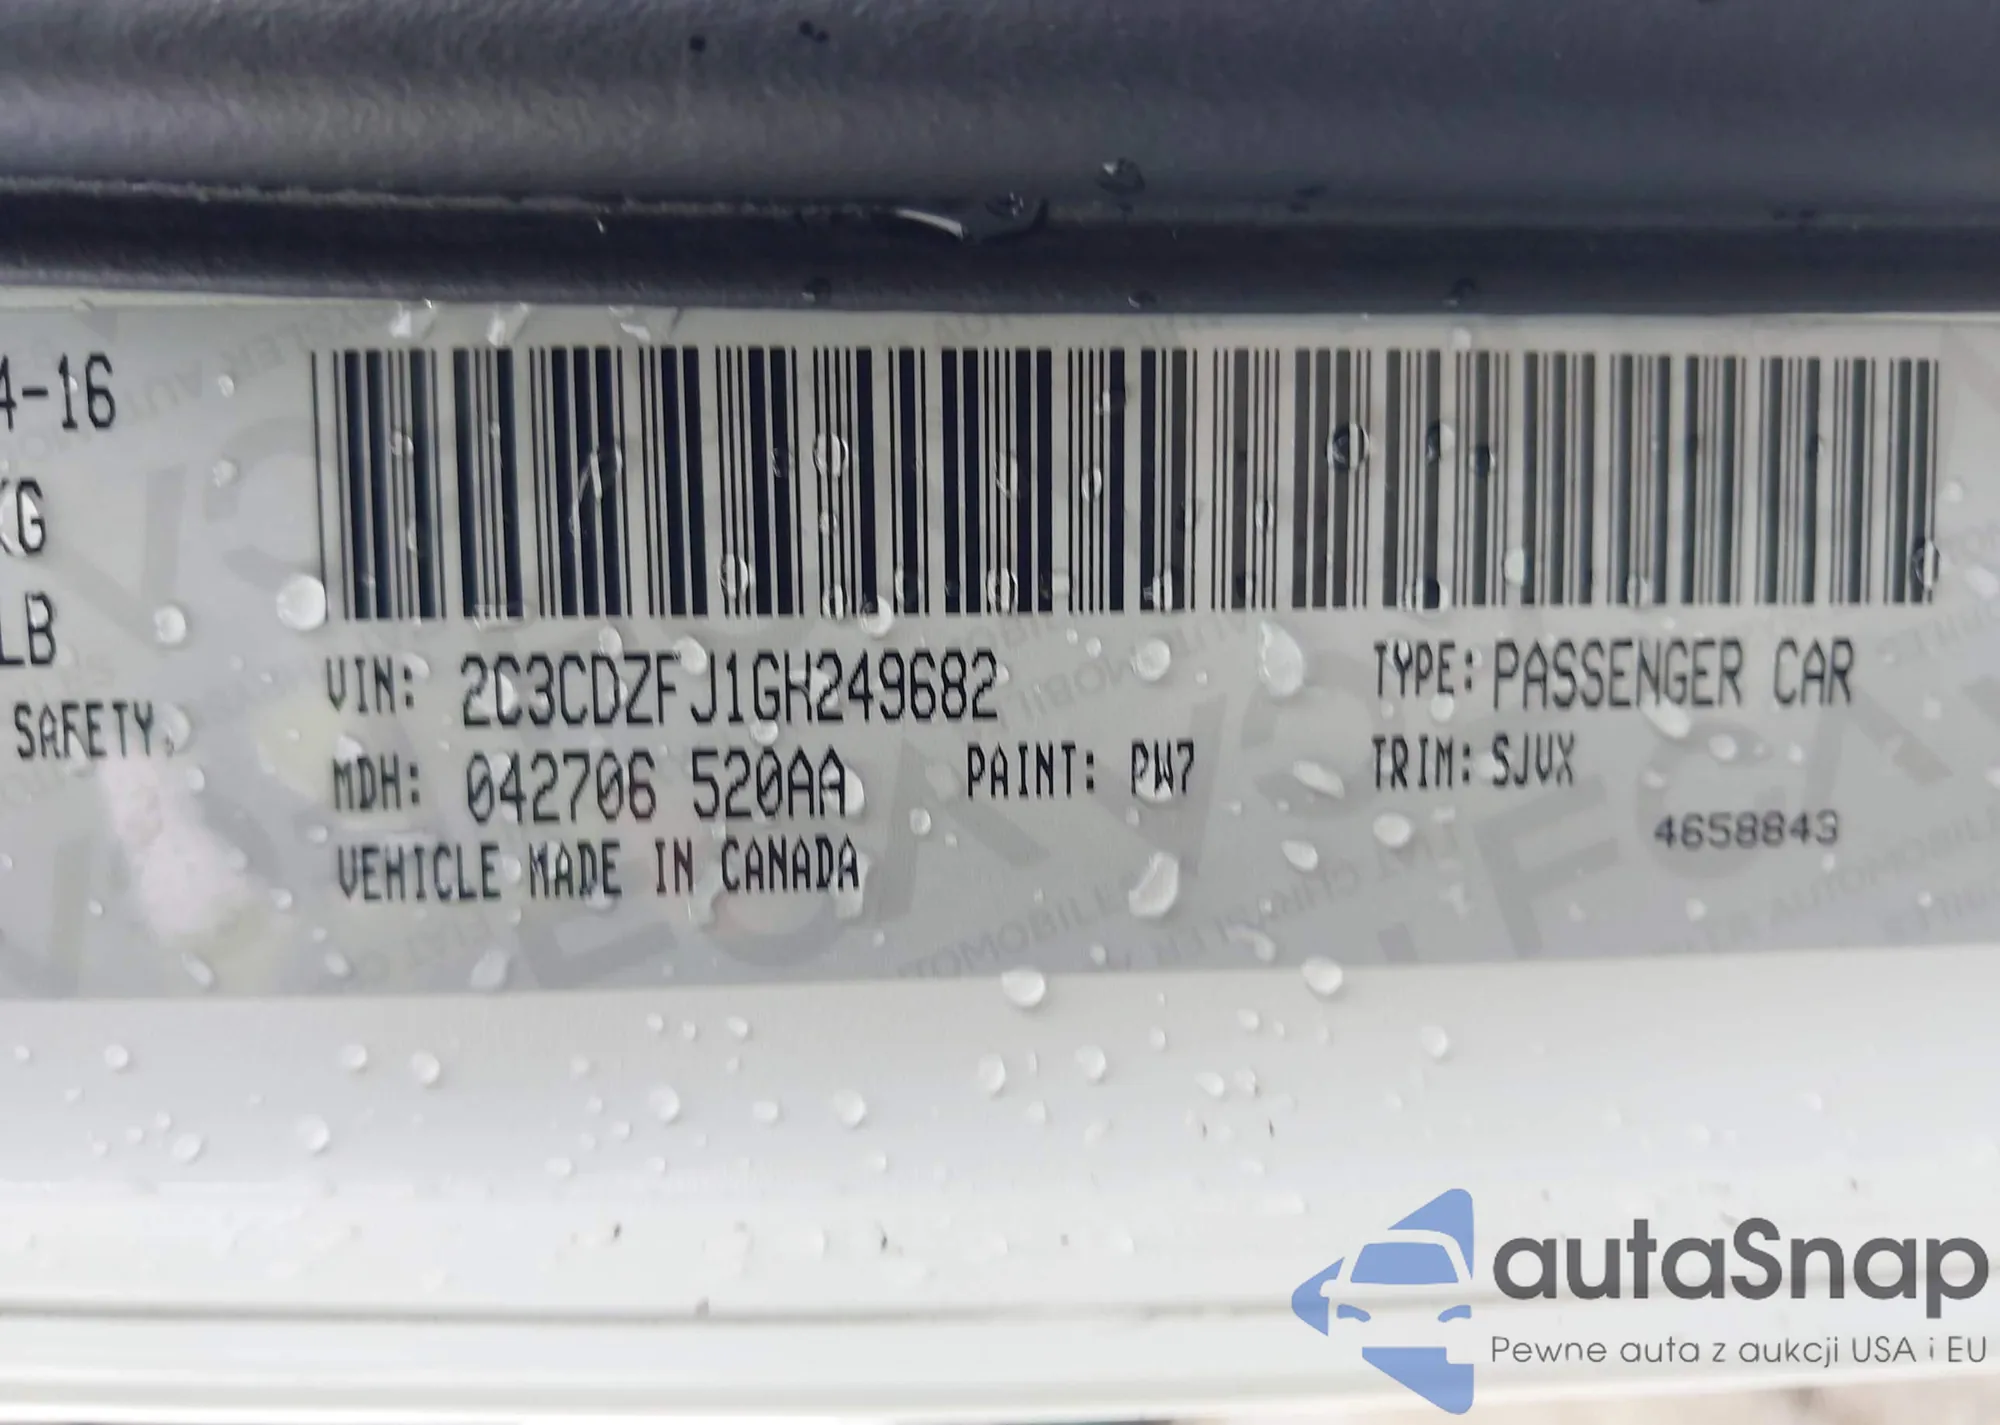 4-16
KG
LB
SAFETY.
VIN: 2C3CDZFJ1GH249682
TYPE: PASSENGER CAR
MDH: 042706 520AA
PAINT: PW7
TRIM: SJVX
4658843
VEHICLE MADE IN CANADA
autaSnap
Pewne auta z aukcji USA i EU